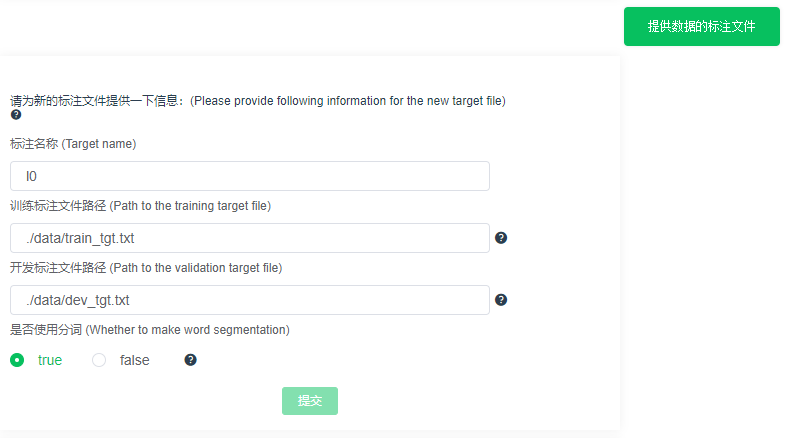 提供数据的标注文件
请为新的标注文件提供一下信息：(Please provide following information for the new target file)
标注名称 (Target name)
l0
训练标注文件路径 (Path to the training target file)
./data/train_tgt.txt
开发标注文件路径 (Path to the validation target file)
./data/dev_tgt.txt
是否使用分词 (Whether to make word segmentation)
true false
提交